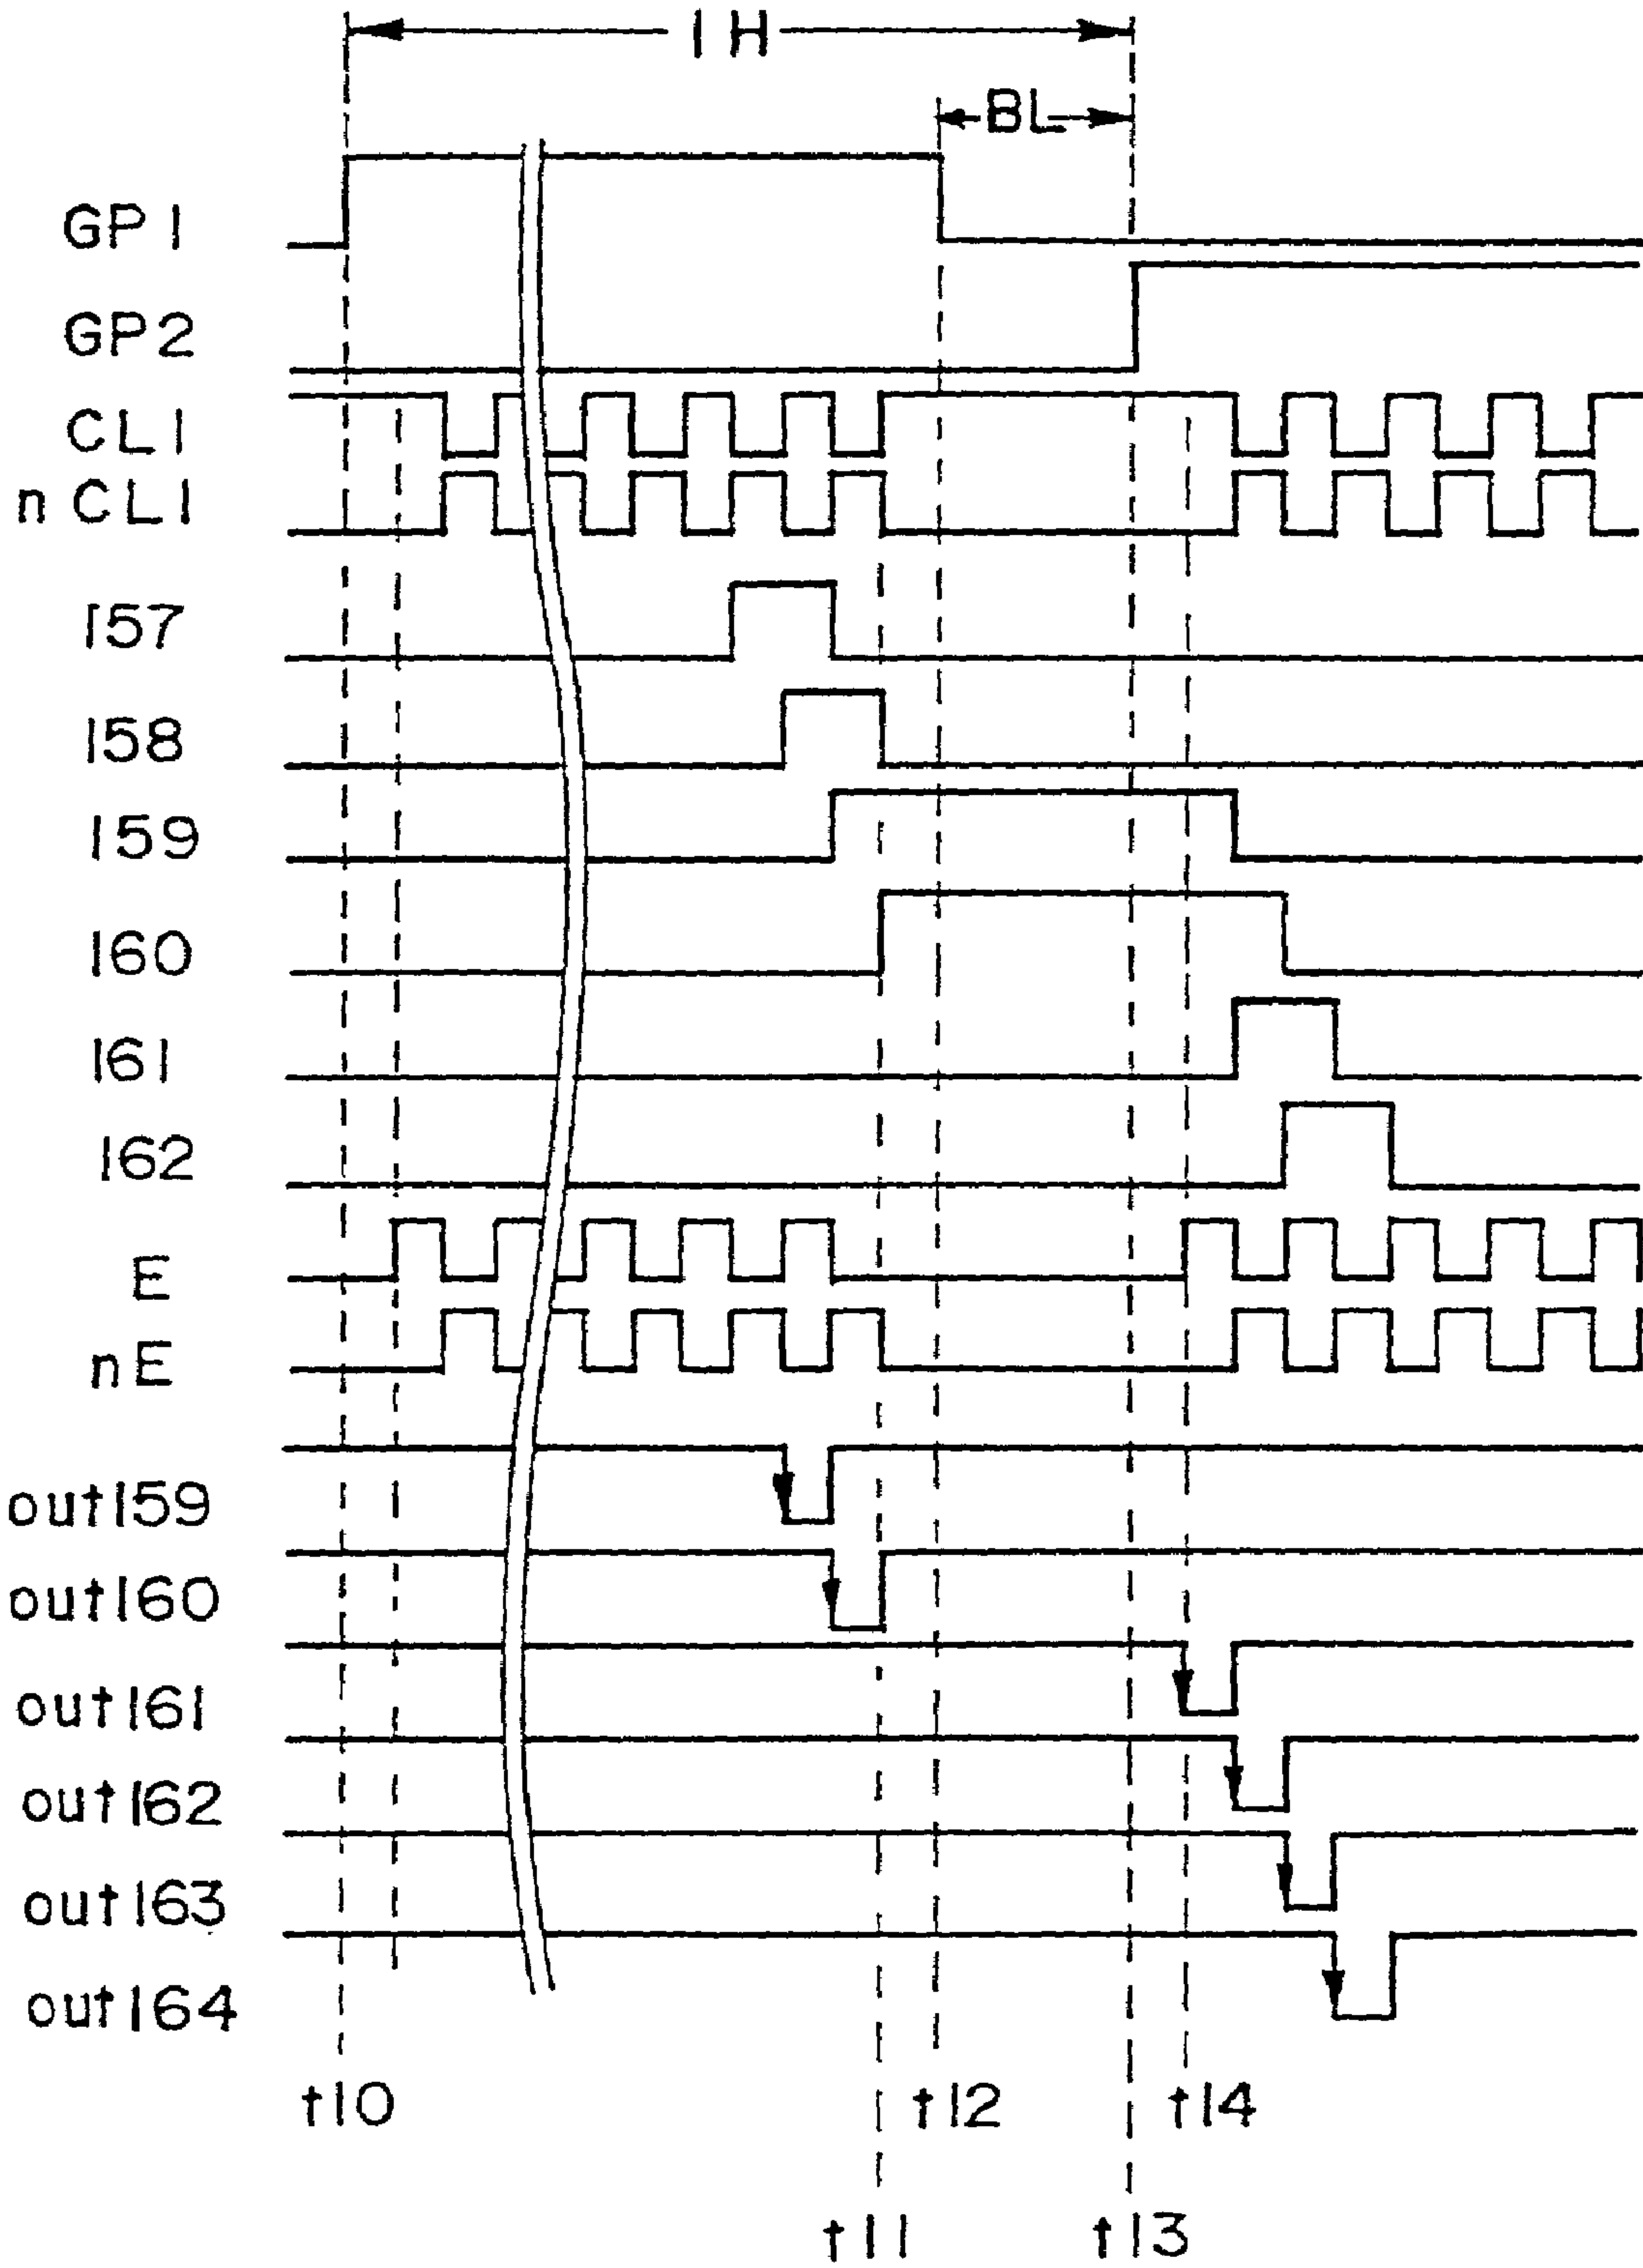 1H
BL
GP1
GP2
CL1
nCL1
157
158
159
160
161
162
E
nE
out159
out160
out161
out162
out163
out164
t10
t12
t14
t11
t13